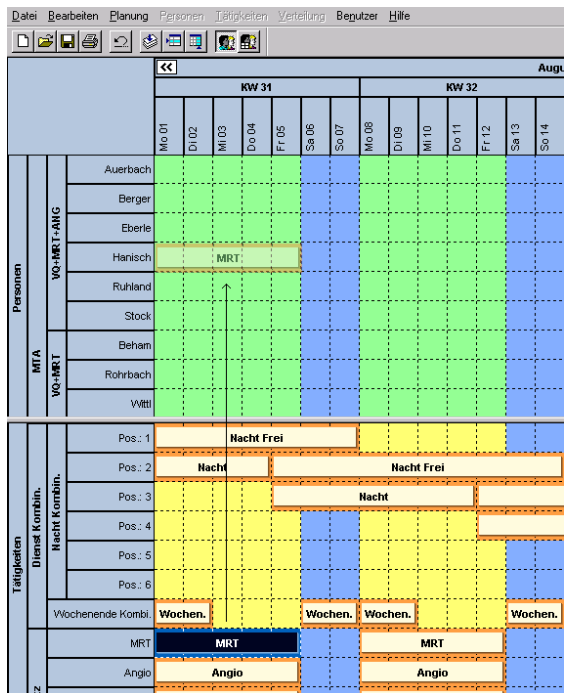 Datei Bearbeiten Planung Personen Tätigkeiten Verteilung Benutzer Hilfe
<< Augu
KW 31 KW 32
Mo 01 Di 02 Mi 03 Do 04 Fr 05 Sa 06 So 07 Mo 08 Di 09 Mi 10 Do 11 Fr 12 Sa 13 So 14
Personen
MTA
VQ+MRT+ANG
Auerbach
Berger
Eberle
Hanisch MRT
Ruhland
Stock
VQ+MRT
Beham
Rohrbach
Wittl
Tätigkeiten
Dienst Kombin.
Nacht Kombin.
Pos.: 1 Nacht Frei
Pos.: 2 Nacht Nacht Frei
Pos.: 3 Nacht
Pos.: 4
Pos.: 5
Pos.: 6
Wochenende Kombi. Wochen. Wochen. Wochen. Wochen.
MRT MRT MRT
Angio Angio Angio